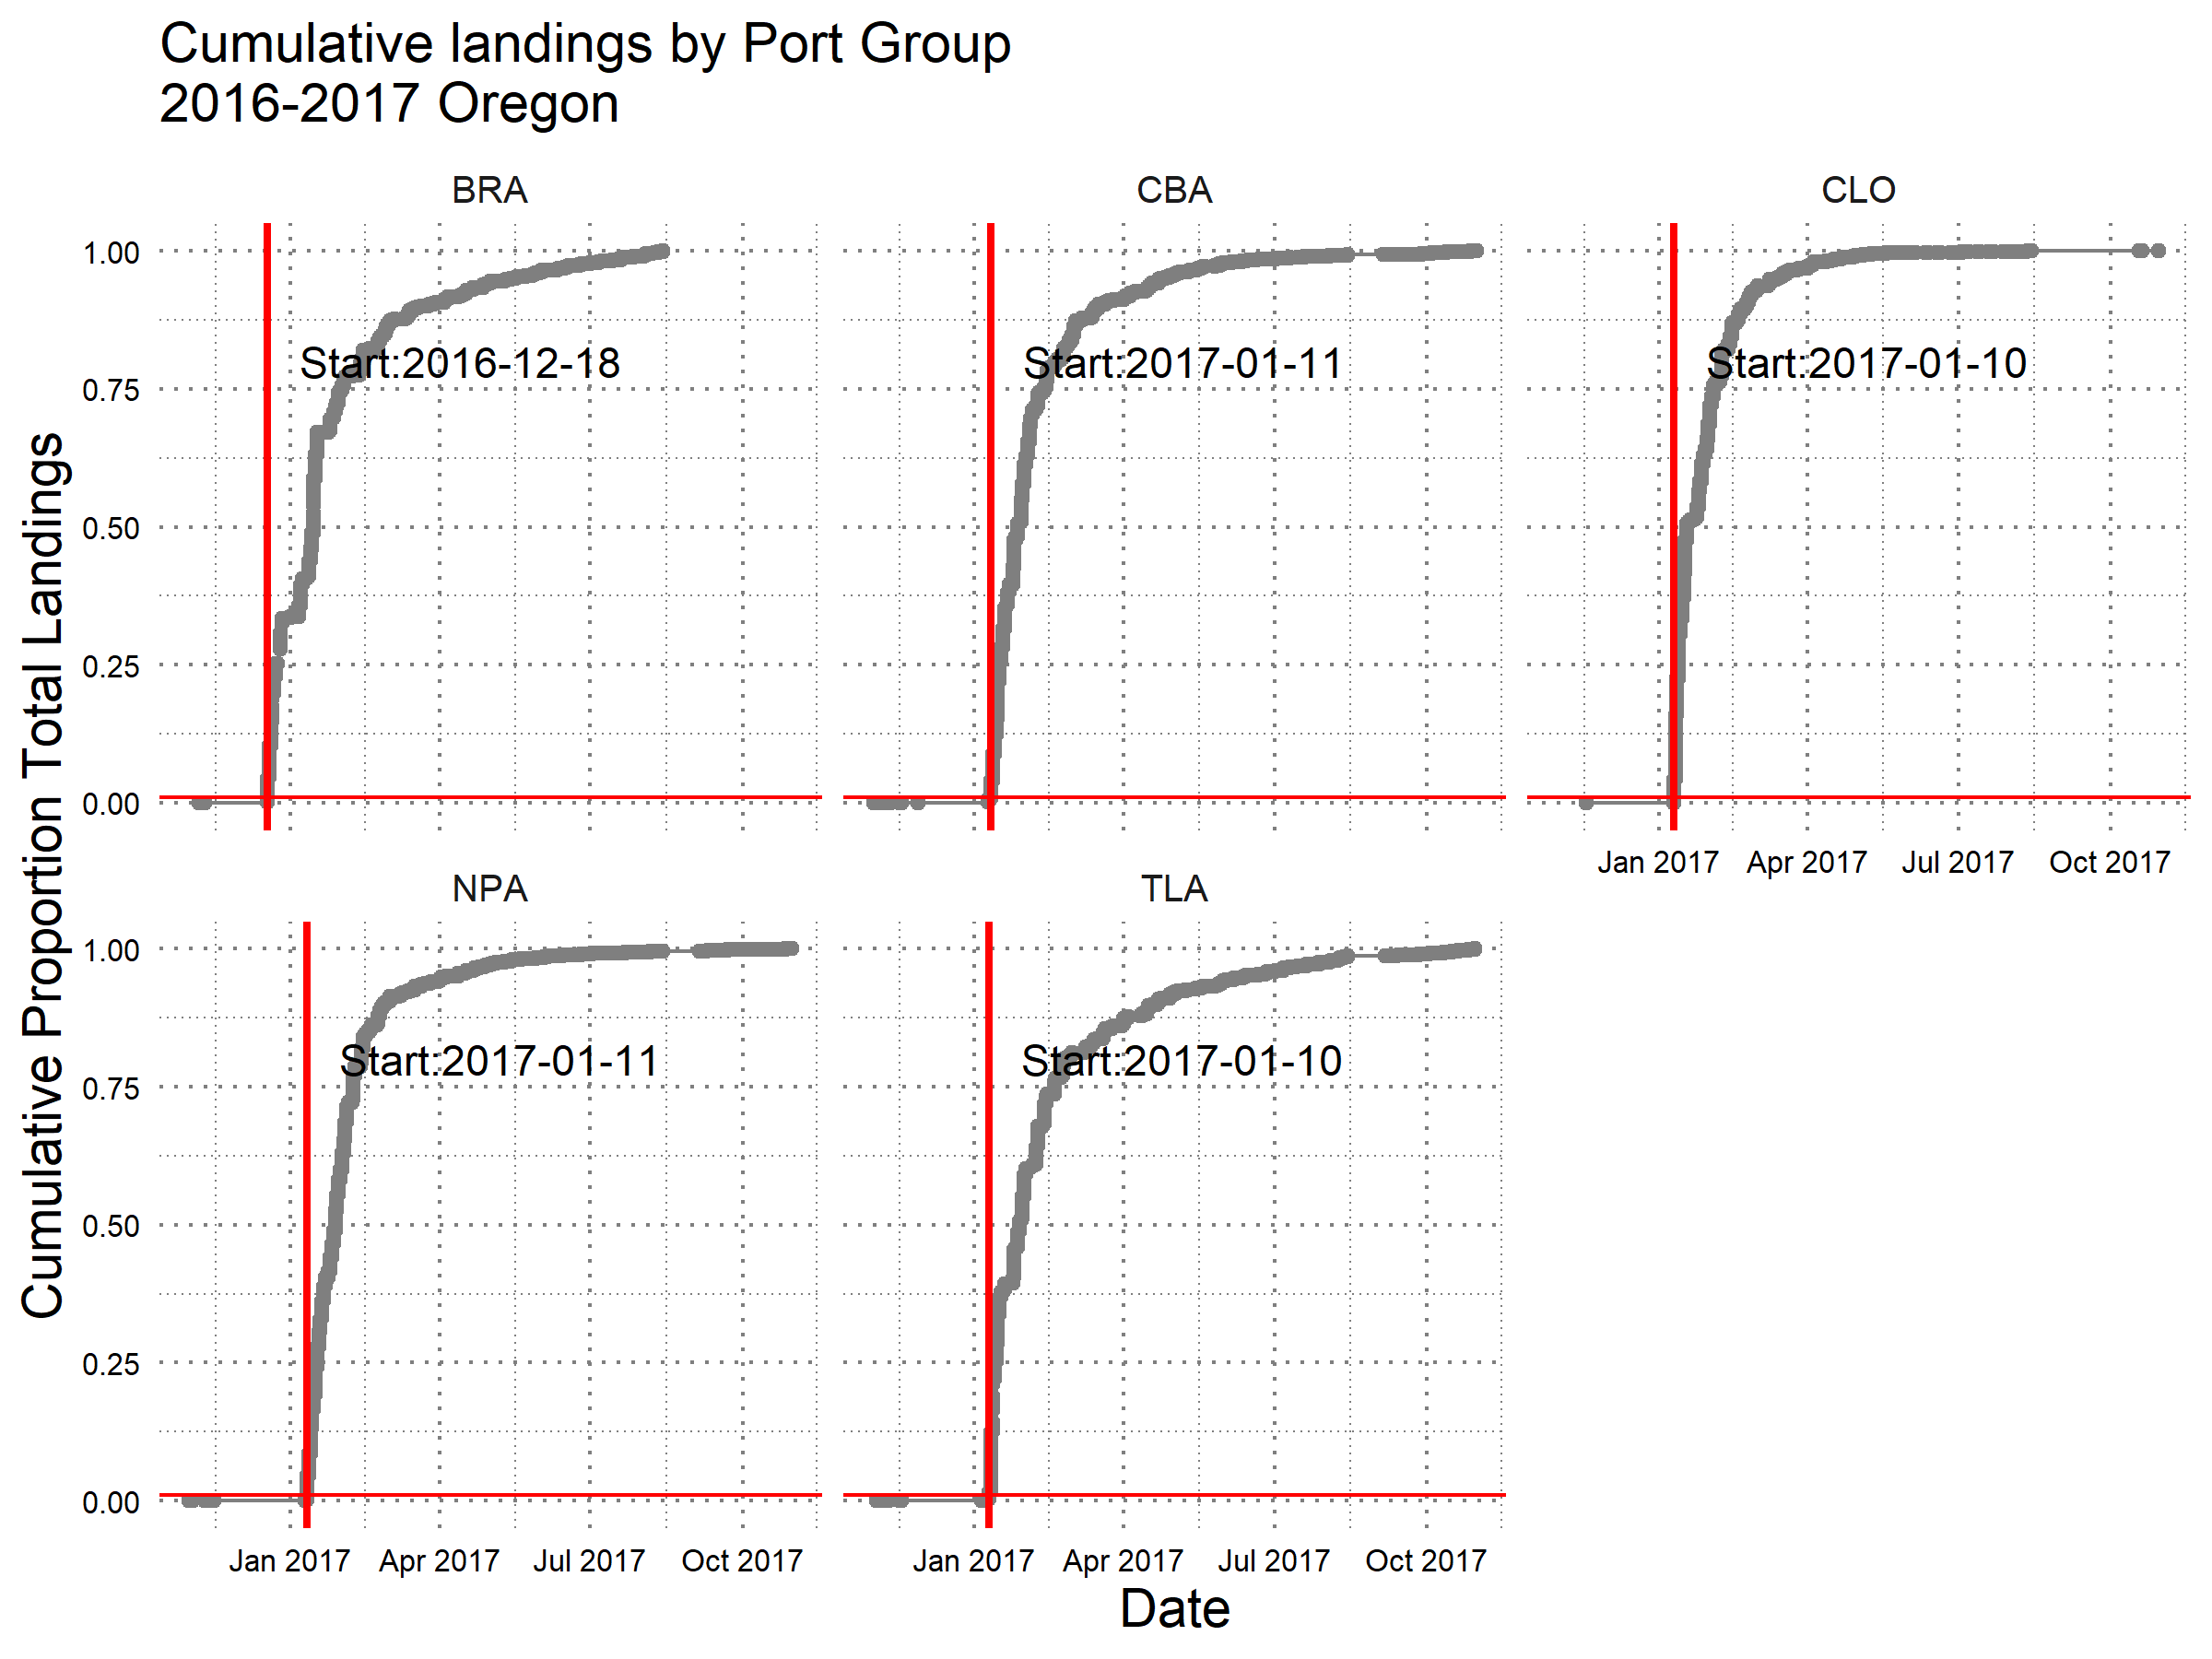 Cumulative landings by Port Group
2016-2017 Oregon
BRA
CBA
CLO
1.00
0.75
0.50
0.25
0.00
Start:2016-12-18
Start:2017-01-11
Start:2017-01-10
Jan 2017
Apr 2017
Jul 2017
Oct 2017
NPA
TLA
1.00
0.75
0.50
0.25
0.00
Start:2017-01-11
Start:2017-01-10
Jan 2017
Apr 2017
Jul 2017
Oct 2017
Jan 2017
Apr 2017
Jul 2017
Oct 2017
Date
Cumulative Proportion Total Landings